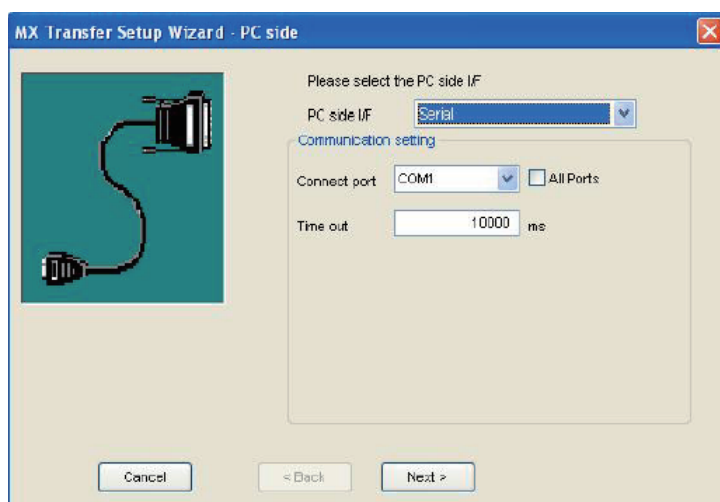 MX Transfer Setup Wizard - PC side
Please select the PC side I/F
PC side I/F Serial
Communication setting
Connect port COM1 All Ports
Time out 10000 ms
Cancel < Back Next >